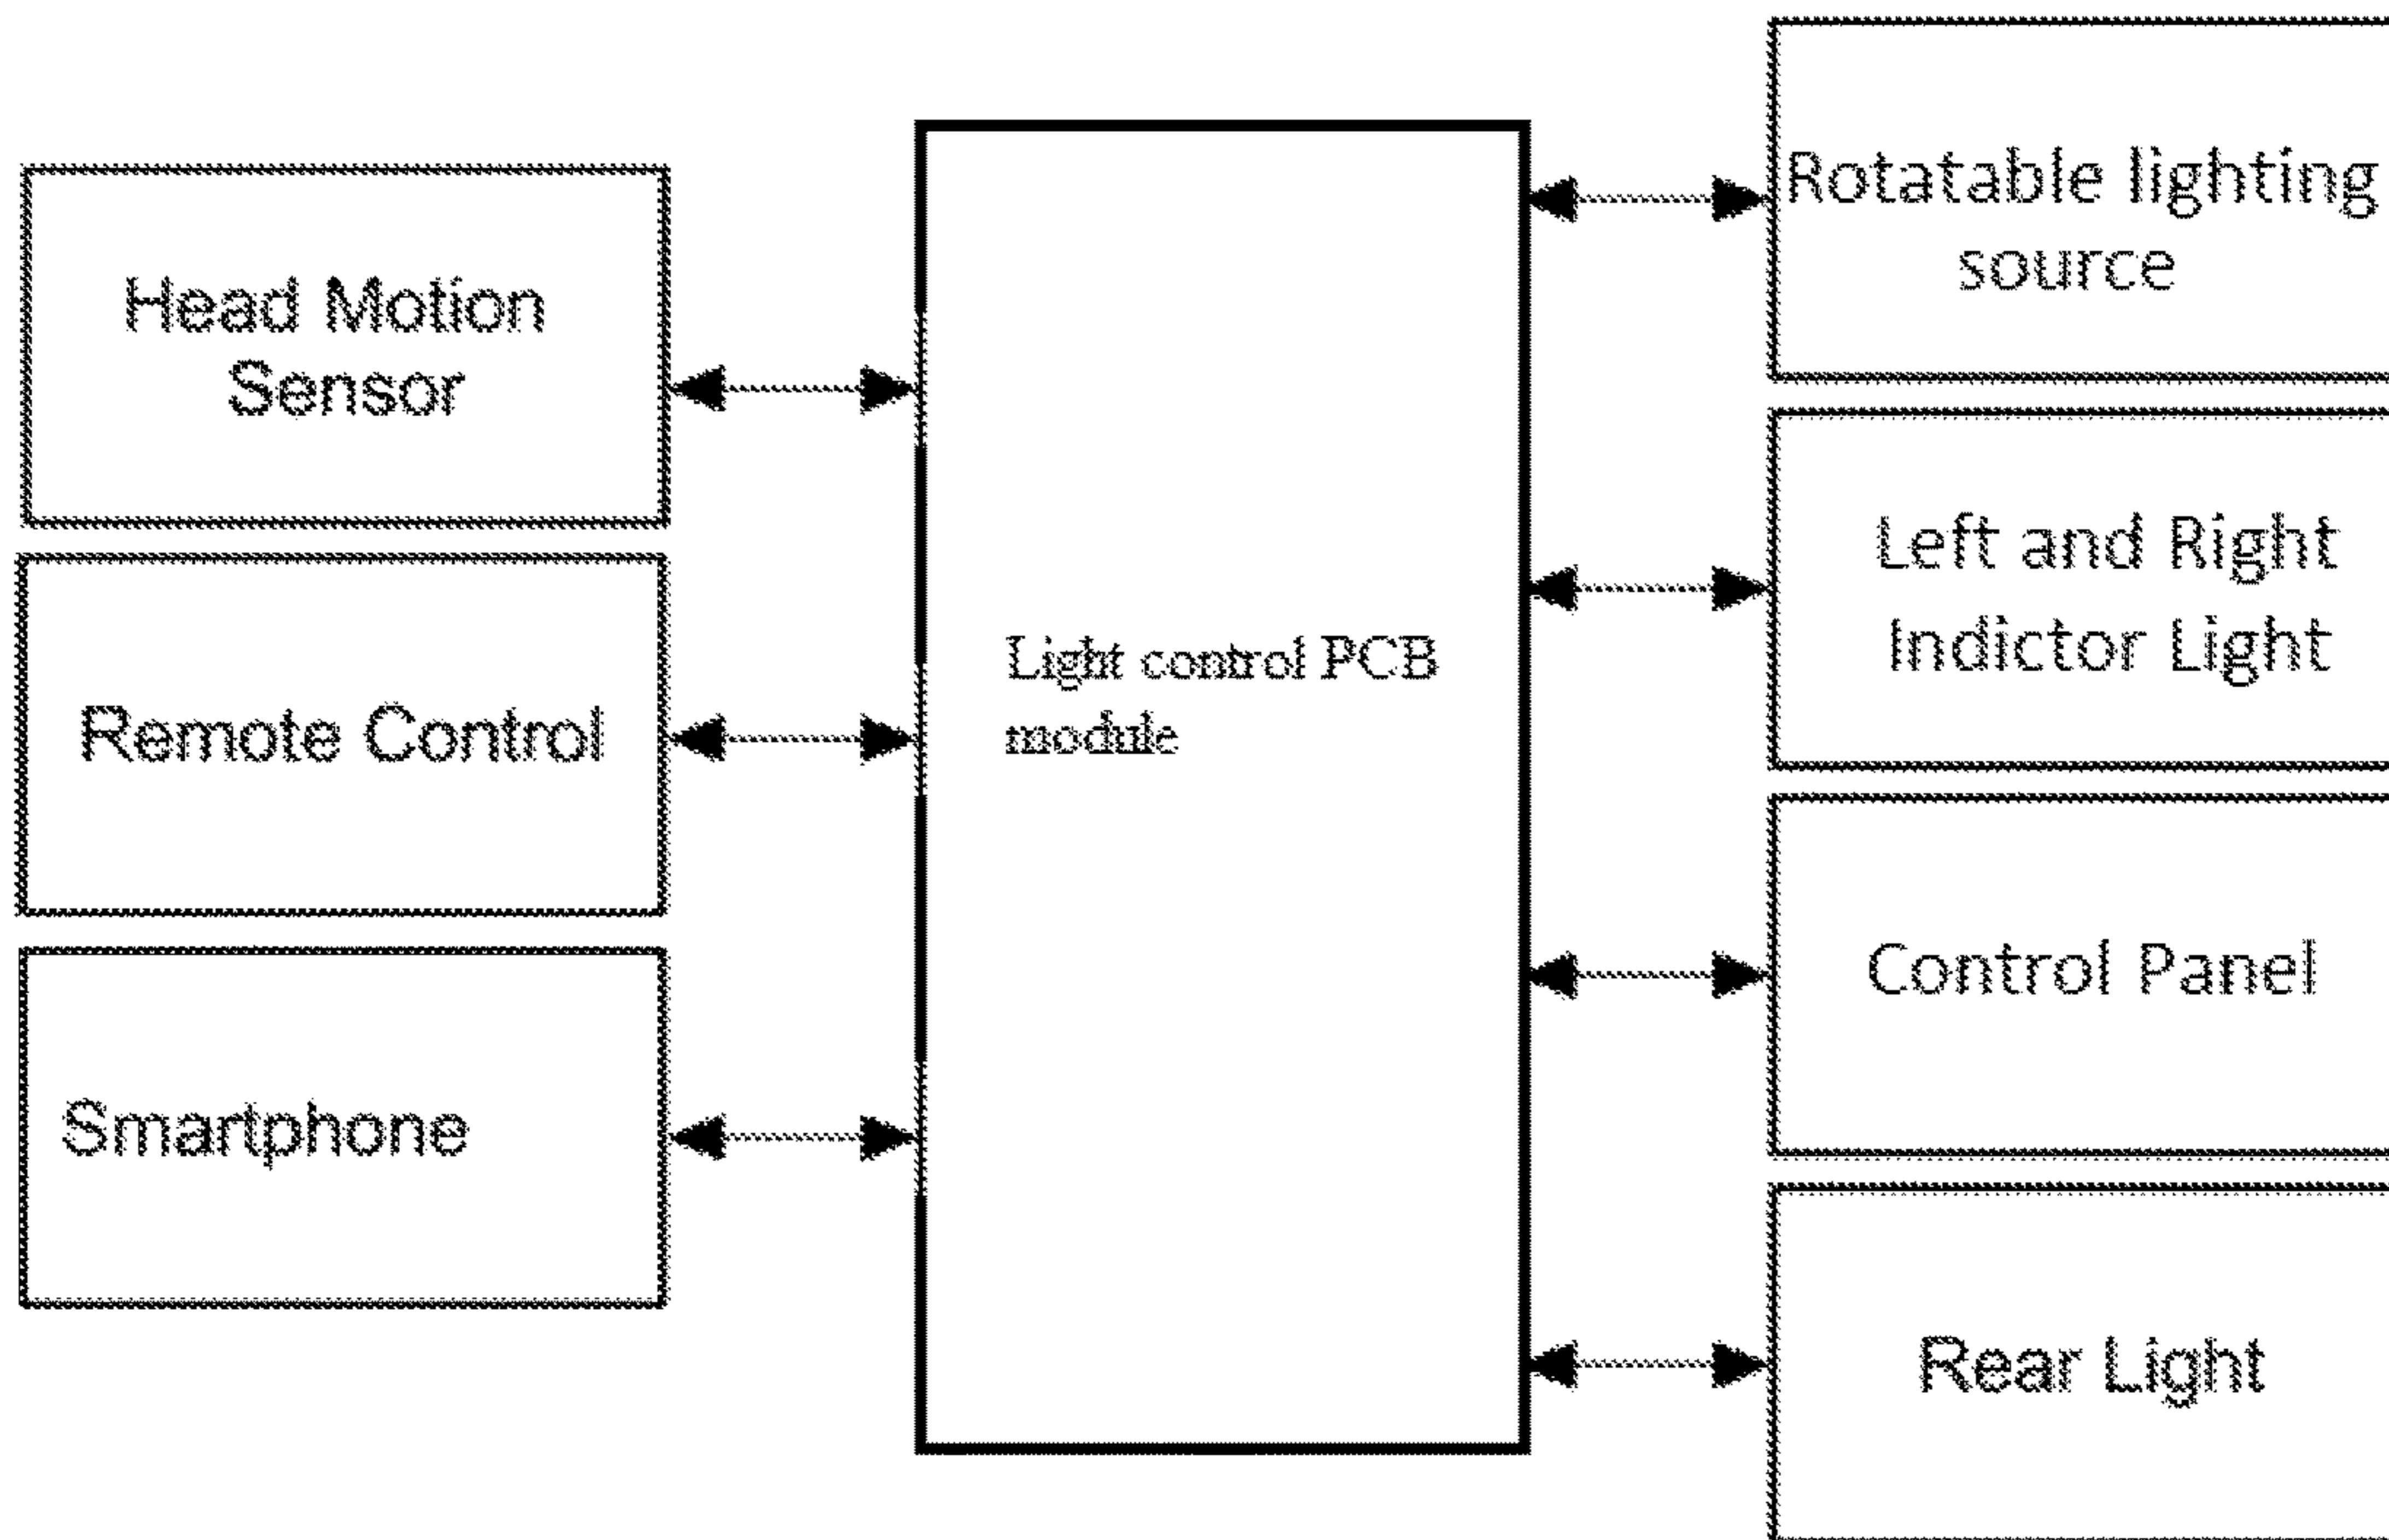 Head Motion
Sensor
Remote Control
Smartphone
Light control PCB
module
Rotatable lighting
source
Left and Right
Indictor Light
Control Panel
Rear Light